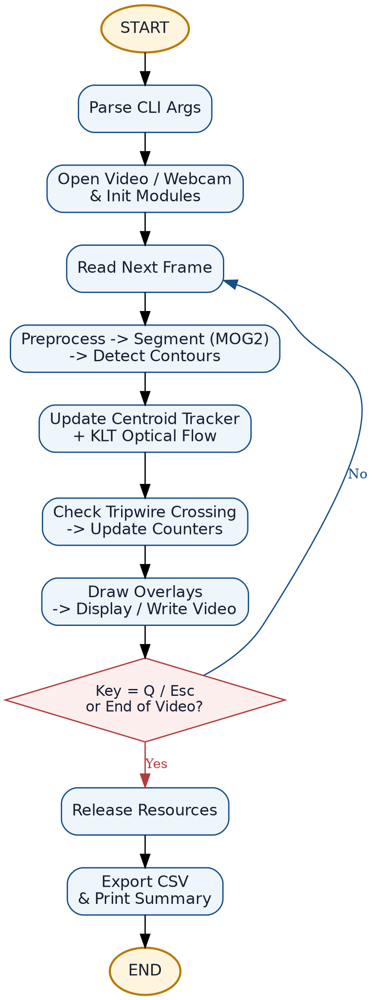 START
Parse CLI Args
Open Video / Webcam
& Init Modules
Read Next Frame
Preprocess -> Segment (MOG2)
-> Detect Contours
Update Centroid Tracker
+ KLT Optical Flow
No
Check Tripwire Crossing
-> Update Counters
Draw Overlays
-> Display / Write Video
Key = Q / Esc
or End of Video?
Yes
Release Resources
Export CSV
& Print Summary
END